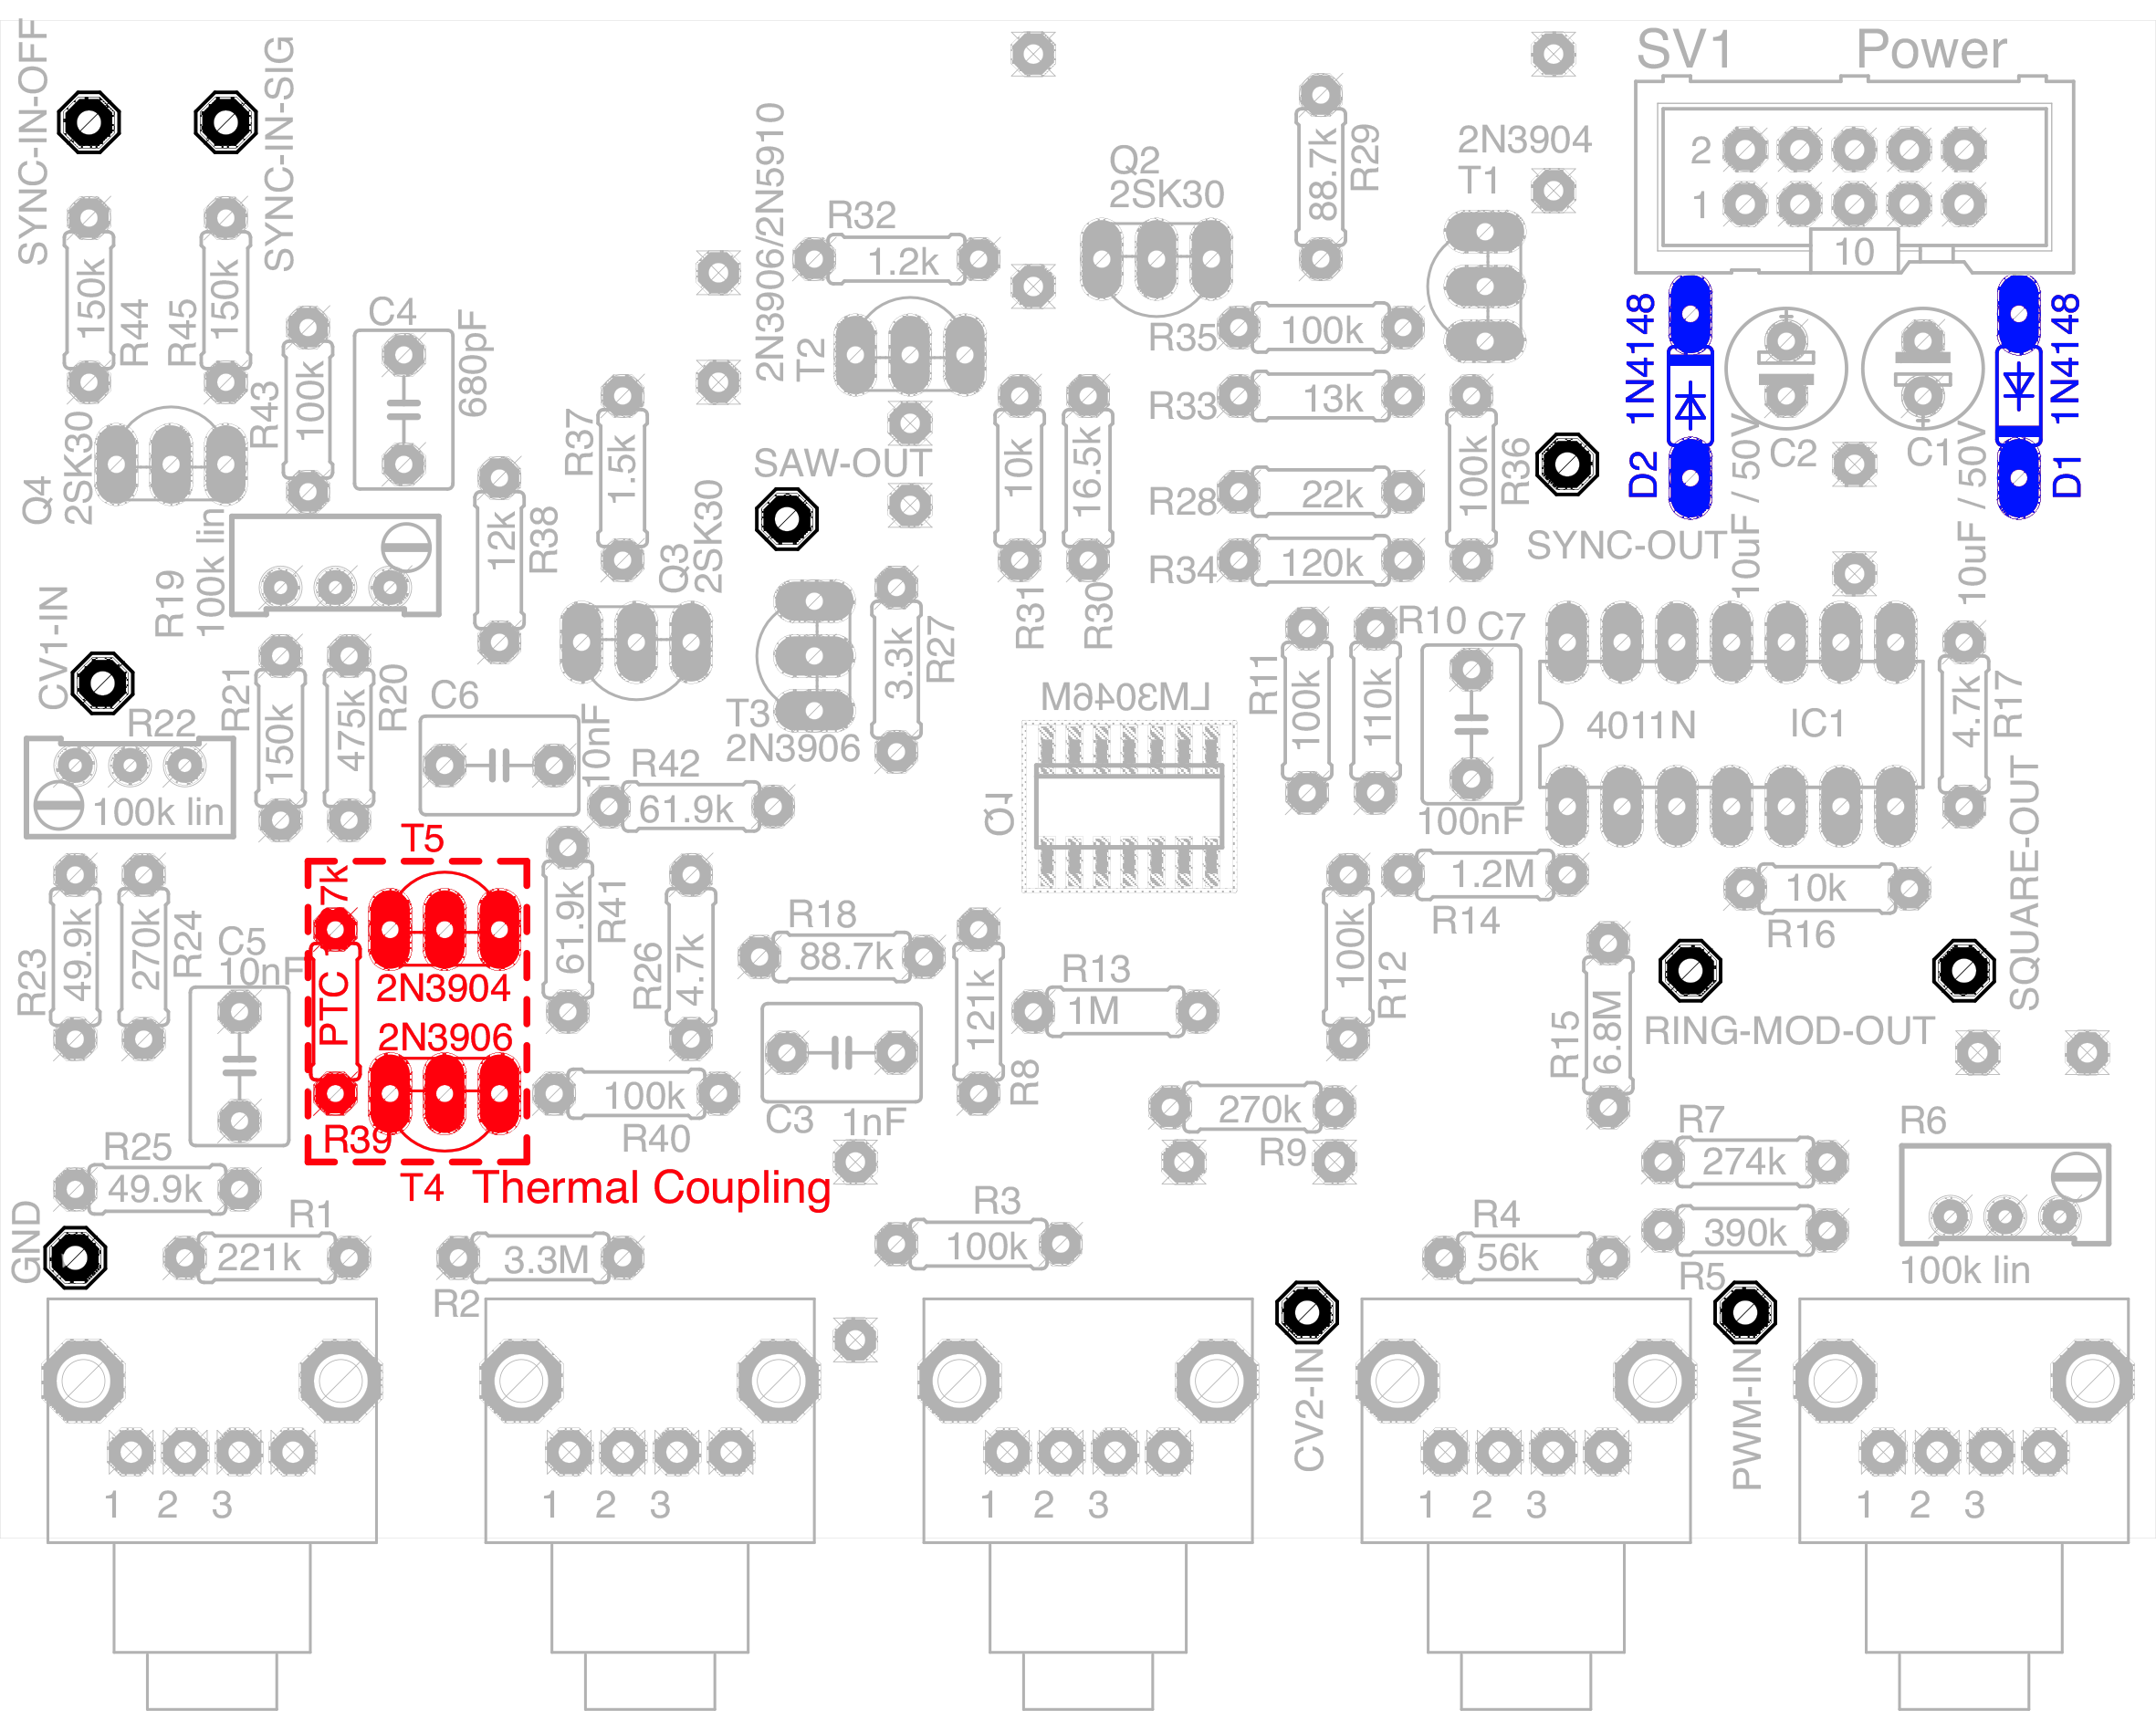 SYNC-IN-OFF
SYNC-IN-SIG
SV1 Power
2
1
10
2N3904
T1
Q2
2SK30
88.7k
R29
2N3906/2N5910
T2
R32
1.2k
150k
R44
R45
150k
R43
100k
C4
680pF
R35
100k
R33
13k
R28
22k
R34
120k
100k
R36
D2 1N4148
D1 1N4148
C2
10uF / 50V
C1
10uF / 50V
SYNC-OUT
Q4
2SK30
R37
1.5k
SAW-OUT
10k
R31
16.5k
R30
12k
R38
R19
100k lin
Q3
2SK30
CV1-IN
R22
100k lin
R21
150k
475k
R20
C6
10nF
T3
2N3906
3.3k
R27
R42
61.9k
LM3046M
Q1
R11
100k
R10
110k
C7
100nF
4011N IC1
4.7k
R17
T5
7k
PTC
2N3904
2N3906
R39
T4
Thermal Coupling
R23
49.9k
270k
R24
C5
10nF
61.9k
R41
R26
4.7k
R18
88.7k
121k
R8
R13
1M
100k
R12
1.2M
R14
10k
R16
SQUARE-OUT
RING-MOD-OUT
R15
6.8M
100k
R40
C3 1nF
270k
R9
R7
274k
R6
100k lin
R25
49.9k
GND
R1
221k
3.3M
R2
R3
100k
R4
56k
390k
R5
CV2-IN
PWM-IN
1 2 3
1 2 3
1 2 3
1 2 3
1 2 3